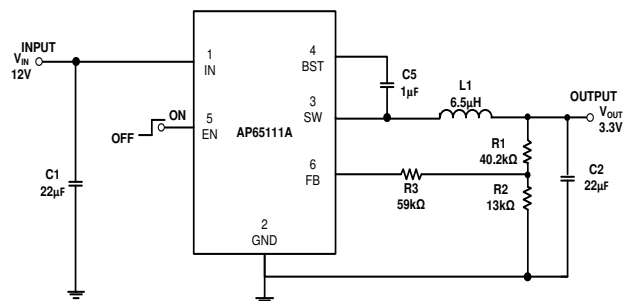 INPUT
VIN
12V
1
IN
4
BST
C5
1µF
L1
6.5µH
OUTPUT
VOUT
3.3V
3
SW
ON
OFF
5
EN
AP65111A
R1
40.2kΩ
6
FB
R3
59kΩ
R2
13kΩ
C2
22µF
C1
22µF
2
GND